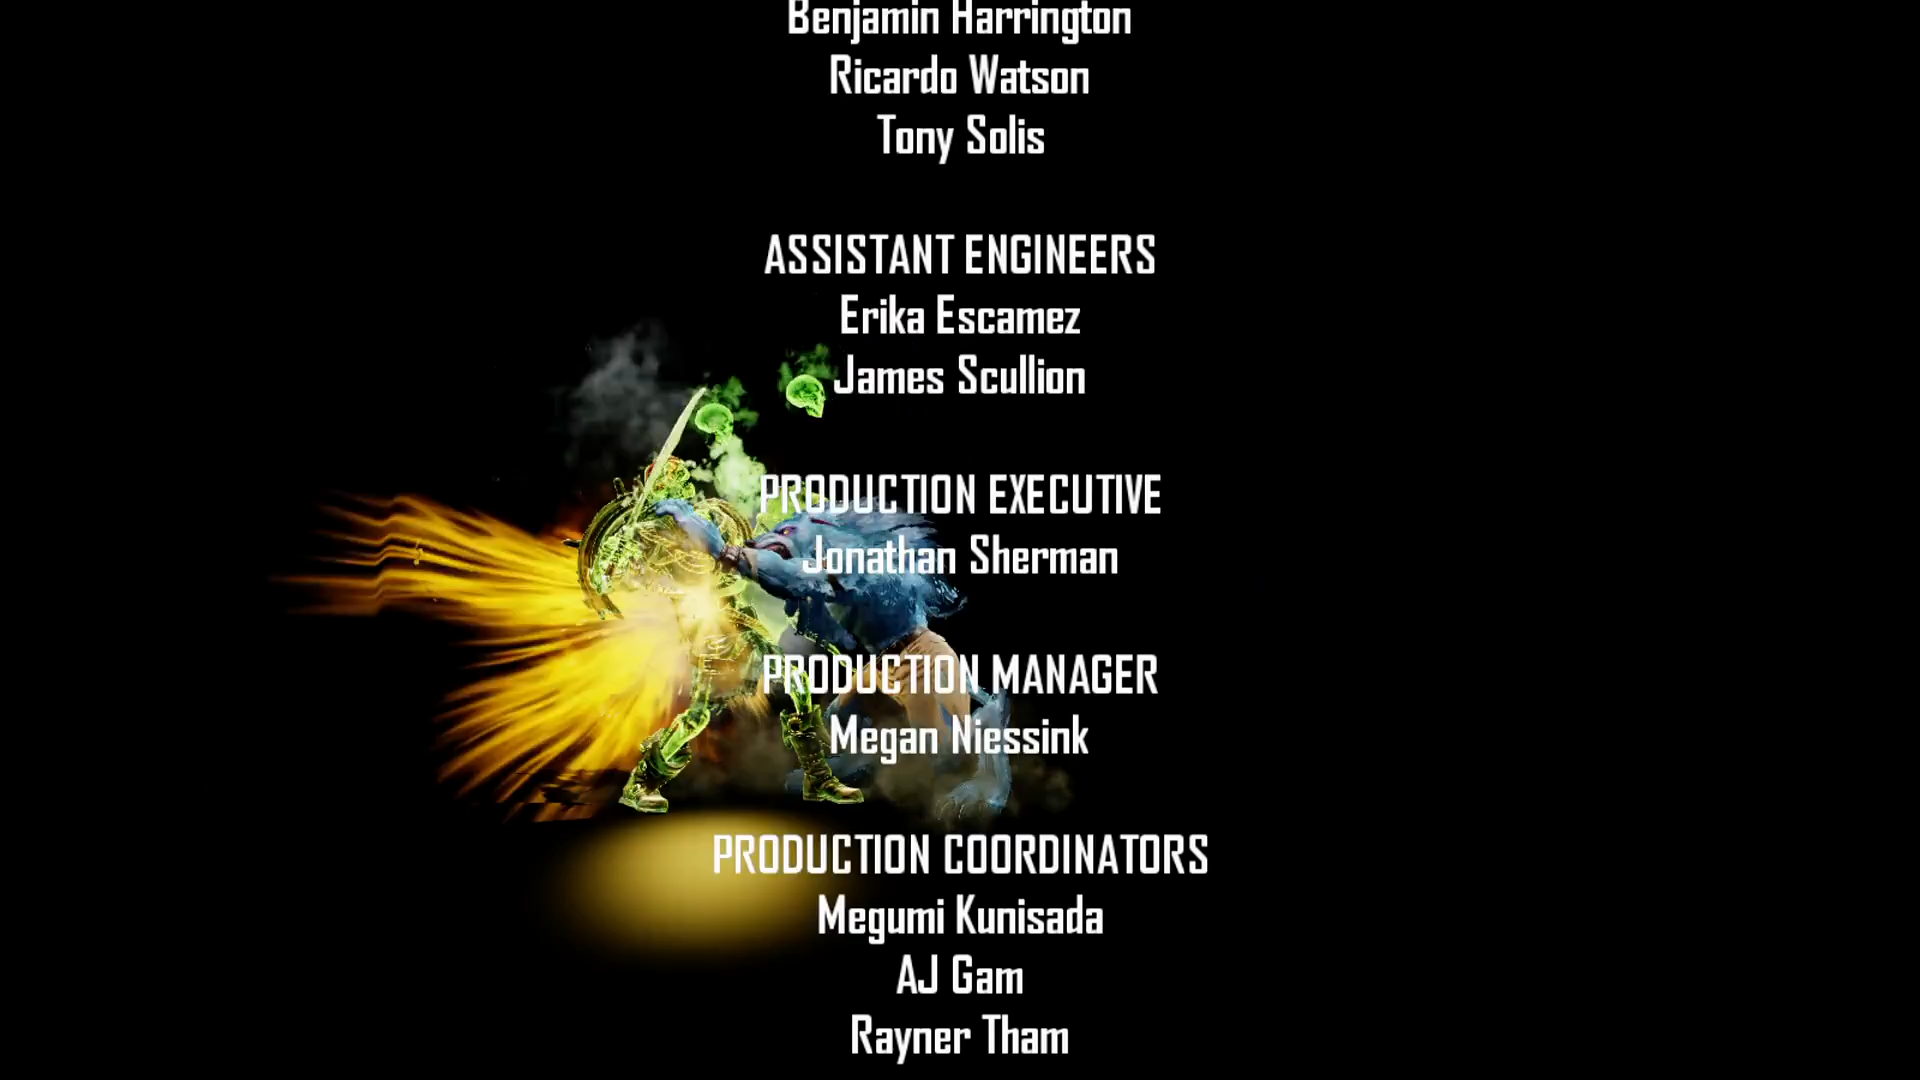 Benjamin Harrington
Ricardo Watson
Tony Solis
ASSISTANT ENGINEERS
Erika Escamez
James Scullion
PRODUCTION EXECUTIVE
Jonathan Sherman
PRODUCTION MANAGER
Megan Niessink
PRODUCTION COORDINATORS
Megumi Kunisada
AJ Gam
Rayner Tham